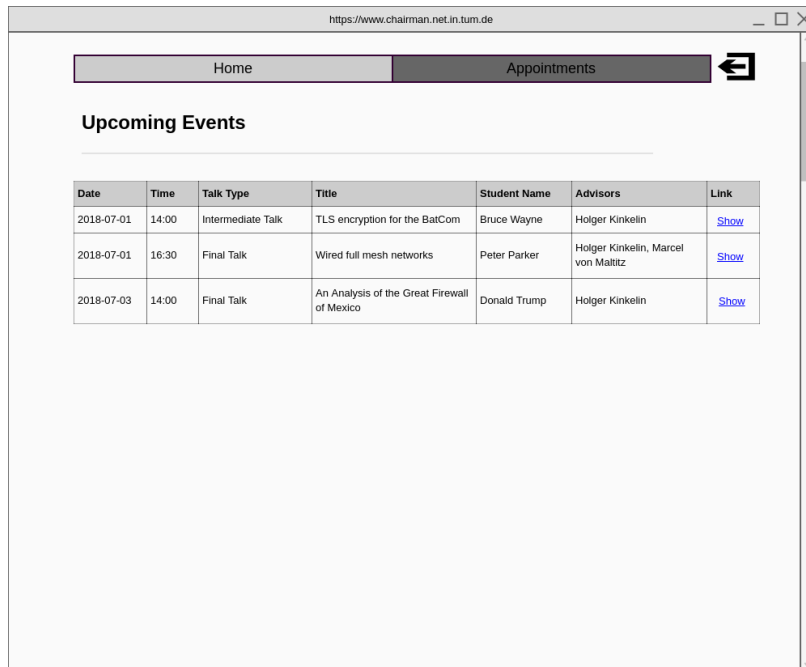 https://www.chairman.net.in.tum.de
Home Appointments
Upcoming Events
Date Time Talk Type Title Student Name Advisors Link
2018-07-01 14:00 Intermediate Talk TLS encryption for the BatCom Bruce Wayne Holger Kinkelin Show
2018-07-01 16:30 Final Talk Wired full mesh networks Peter Parker Holger Kinkelin, Marcel
von Maltitz Show
2018-07-03 14:00 Final Talk An Analysis of the Great Firewall
of Mexico Donald Trump Holger Kinkelin Show